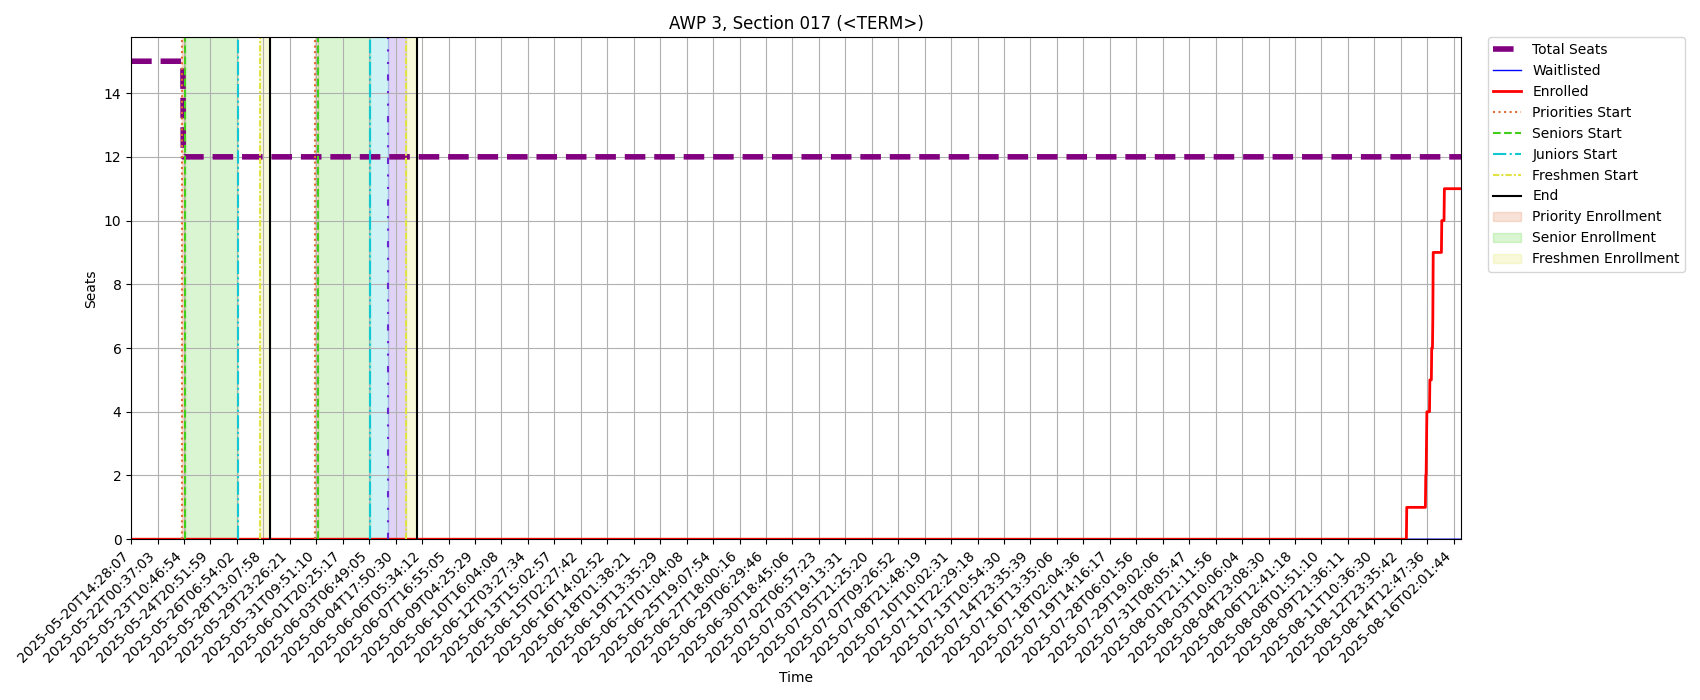 AWP 3, Section 017 (<TERM>)
Total Seats
Waitlisted
Enrolled
Priorities Start
Seniors Start
Juniors Start
Freshmen Start
End
Priority Enrollment
Senior Enrollment
Freshmen Enrollment
Seats
14
12
10
8
6
4
2
0
2025-05-20T14:28:07
2025-05-22T00:37:03
2025-05-23T10:46:54
2025-05-24T20:51:59
2025-05-26T06:54:02
2025-05-28T13:07:58
2025-05-29T23:26:21
2025-05-31T09:51:10
2025-06-01T20:25:17
2025-06-03T06:49:05
2025-06-04T17:50:30
2025-06-06T05:34:12
2025-06-07T16:55:05
2025-06-09T04:25:29
2025-06-10T16:04:08
2025-06-12T03:27:34
2025-06-13T15:02:57
2025-06-15T02:27:42
2025-06-16T14:02:52
2025-06-18T01:38:21
2025-06-19T13:35:29
2025-06-21T01:04:08
2025-06-25T19:07:54
2025-06-27T18:00:16
2025-06-29T06:29:46
2025-06-30T18:45:06
2025-07-02T06:57:23
2025-07-03T19:13:31
2025-07-05T21:25:20
2025-07-07T09:26:52
2025-07-08T21:48:19
2025-07-10T10:02:31
2025-07-11T22:29:18
2025-07-13T10:54:30
2025-07-14T23:35:39
2025-07-16T13:35:06
2025-07-18T02:04:36
2025-07-19T14:16:17
2025-07-28T06:01:56
2025-07-29T19:02:06
2025-07-31T08:05:47
2025-08-01T21:11:56
2025-08-03T10:06:04
2025-08-04T23:08:30
2025-08-06T12:41:18
2025-08-08T01:51:10
2025-08-09T21:36:11
2025-08-11T10:36:30
2025-08-12T23:35:42
2025-08-14T12:47:36
2025-08-16T02:01:44
Time